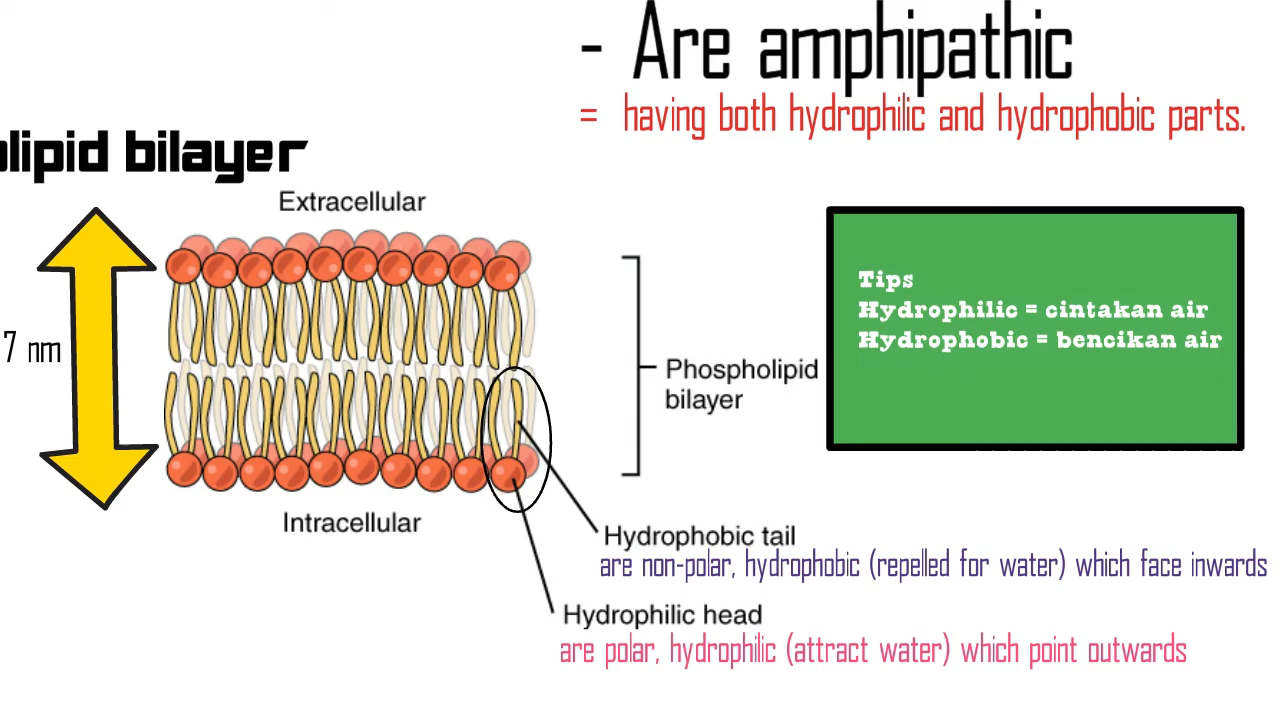 - Are amphipathic
= having both hydrophilic and hydrophobic parts.
lipid bilayer
Extracellular
7 nm
Phospholipid
bilayer
Tips
Hydrophilic = cintakan air
Hydrophobic = bencikan air
Intracellular
Hydrophobic tail
are non-polar, hydrophobic (repelled for water) which face inwards
Hydrophilic head
are polar, hydrophilic (attract water) which point outwards